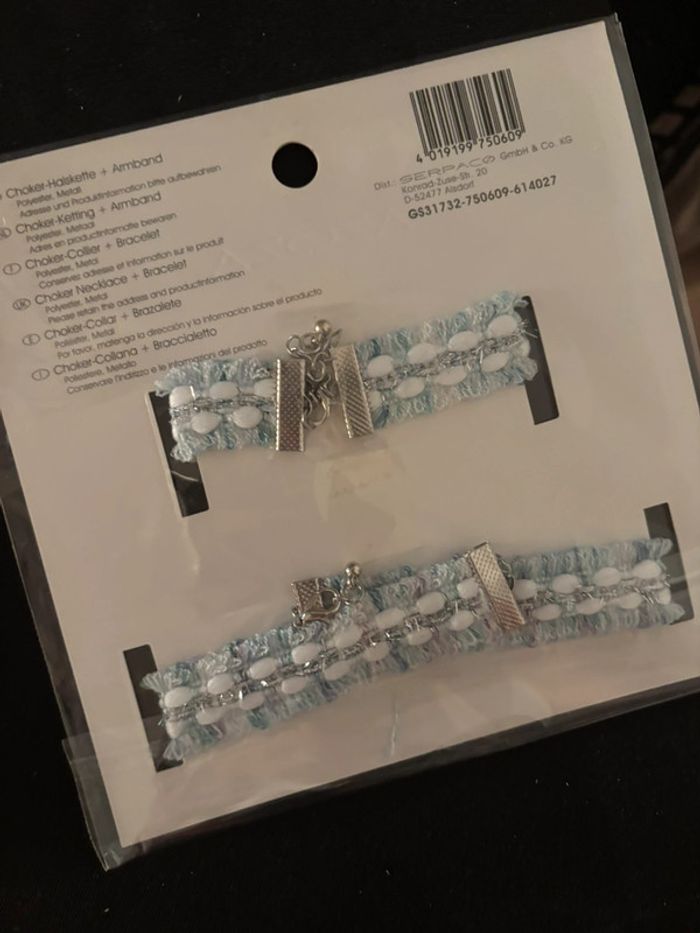 Choker-Halskette + Armband
Polyester, Metall
Adresse und Produktinformation bitte aufbewahren
Choker-Ketting + Armband
Polyester, Metaal
Adres en productinformatie bewaren
Choker-Collier + Bracelet
Polyester, Métal
Conservez adresse et information sur le produit
UK Choker Necklace + Bracelet
Polyester, Metal
Please retain the address and productinformation
E Choker-Collar + Brazalete
Poliéster, Metal
Por favor, matenga la dirección y la información sobre el producto
I Choker-Collana + Braccialetto
Poliestere, Metallo
Conservare l'indirizzo e le information del prodotto
4 019199 750609
Dist.: SERPACO GmbH & Co. KG
Konrad-Zuse-Str. 20
D-52477 Alsdorf
GS31732-750609-614027